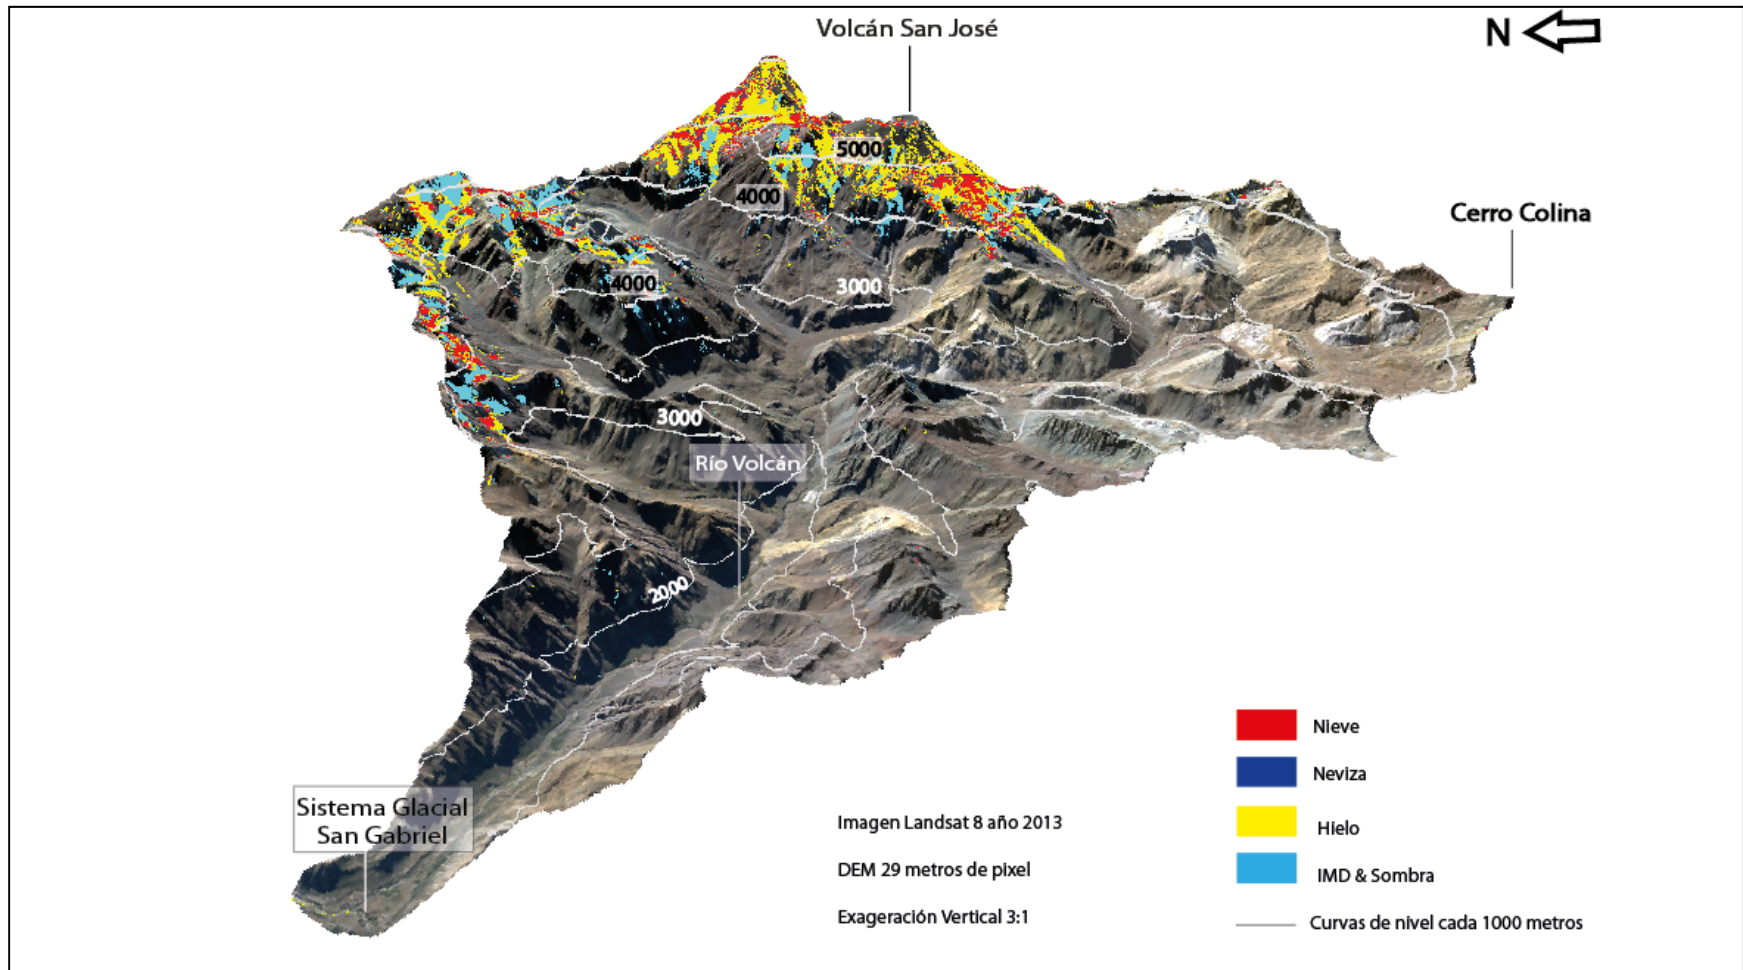 Volcán San José
N
5000
4000
Cerro Colina
4000
3000
3000
Río Volcán
2000
Sistema Glacial
San Gabriel
Imagen Landsat 8 año 2013
DEM 29 metros de pixel
Exageración Vertical 3:1
Nieve
Neviza
Hielo
IMD & Sombra
Curvas de nivel cada 1000 metros